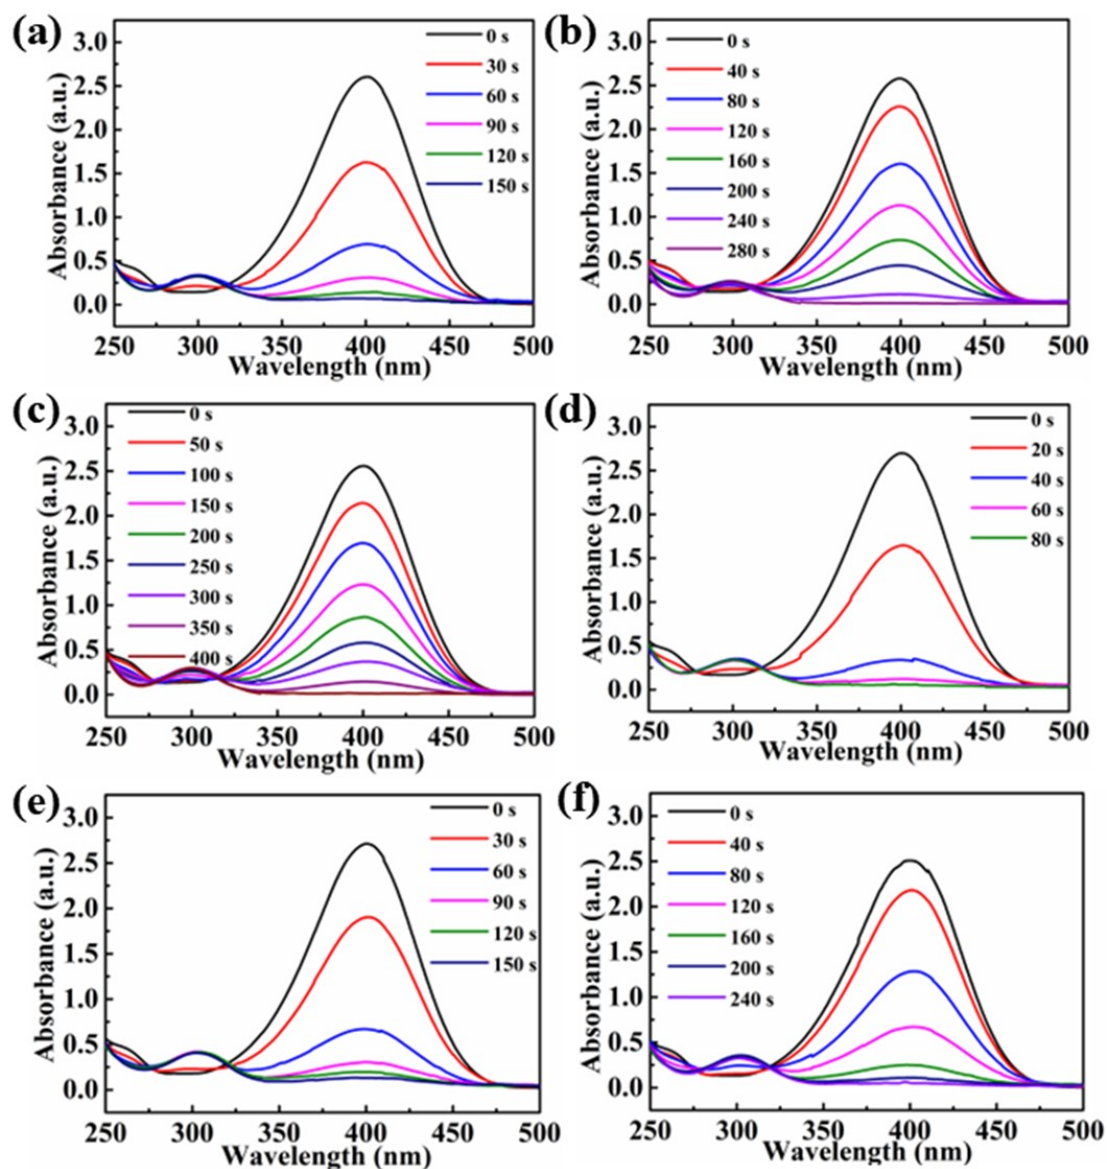 (a)
3.0
2.5
2.0
1.5
1.0
0.5
0.0
Absorbance (a.u.)
0 s
30 s
60 s
90 s
120 s
150 s
250 300 350 400 450 500
Wavelength (nm)
(b)
3.0
2.5
2.0
1.5
1.0
0.5
0.0
Absorbance (a.u.)
0 s
40 s
80 s
120 s
160 s
200 s
240 s
280 s
250 300 350 400 450 500
Wavelength (nm)
(c)
3.0
2.5
2.0
1.5
1.0
0.5
0.0
Absorbance (a.u.)
0 s
50 s
100 s
150 s
200 s
250 s
300 s
350 s
400 s
250 300 350 400 450 500
Wavelength (nm)
(d)
3.0
2.5
2.0
1.5
1.0
0.5
0.0
Absorbance (a.u.)
0 s
20 s
40 s
60 s
80 s
250 300 350 400 450 500
Wavelength (nm)
(e)
3.0
2.5
2.0
1.5
1.0
0.5
0.0
Absorbance (a.u.)
0 s
30 s
60 s
90 s
120 s
150 s
250 300 350 400 450 500
Wavelength (nm)
(f)
3.0
2.5
2.0
1.5
1.0
0.5
0.0
Absorbance (a.u.)
0 s
40 s
80 s
120 s
160 s
200 s
240 s
250 300 350 400 450 500
Wavelength (nm)